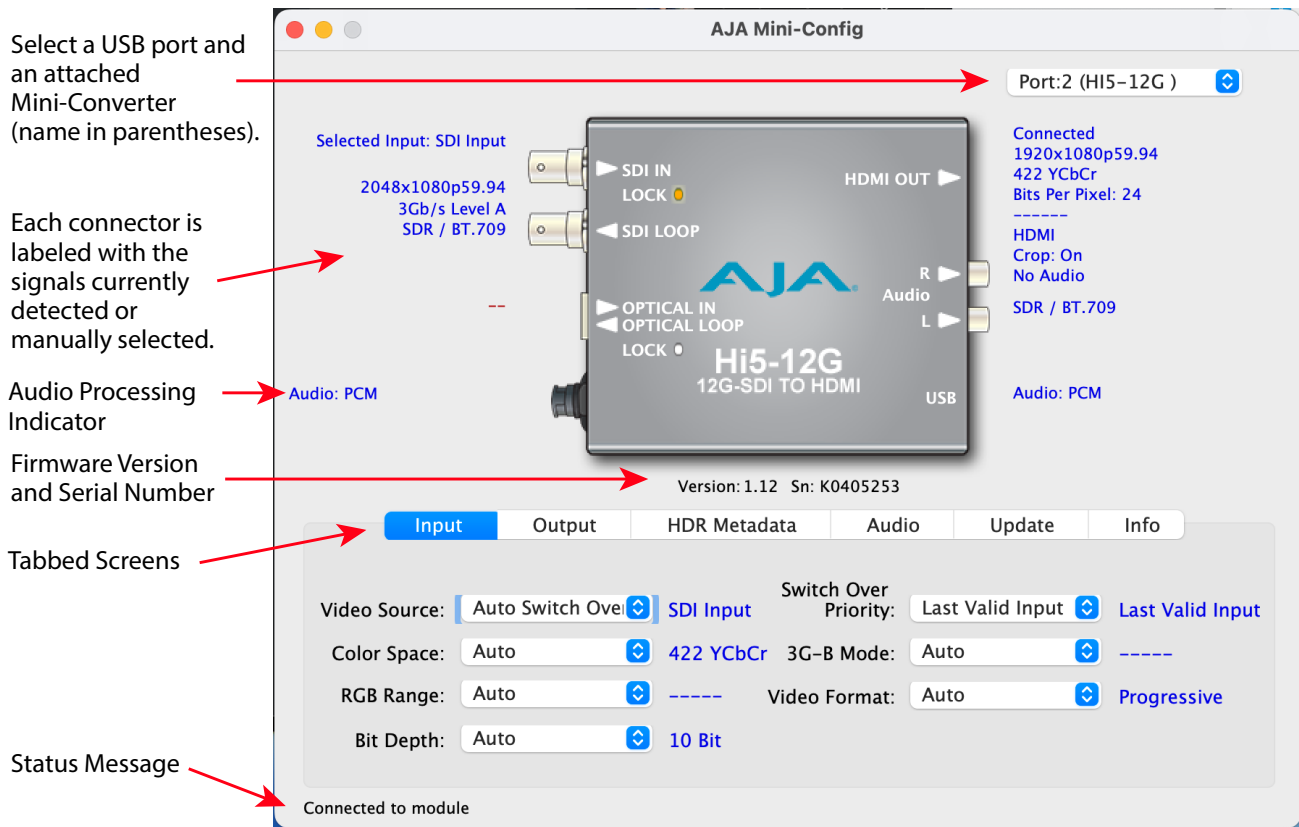 AJA Mini-Config
Select a USB port and
an attached
Mini-Converter
(name in parentheses).
Port:2 (HI5-12G )
Selected Input: SDI Input
2048x1080p59.94
3Gb/s Level A
SDR / BT.709
--
Audio: PCM
Each connector is
labeled with the
signals currently
detected or
manually selected.
Audio Processing
Indicator
Firmware Version
and Serial Number
Tabbed Screens
Status Message
SDI IN
LOCK
SDI LOOP
HDMI OUT
AJA
R
Audio
L
OPTICAL IN
OPTICAL LOOP
LOCK
Hi5-12G
12G-SDI TO HDMI
USB
Connected
1920x1080p59.94
422 YCbCr
Bits Per Pixel: 24
------
HDMI
Crop: On
No Audio
SDR / BT.709
Audio: PCM
Version: 1.12 Sn: K0405253
Input Output HDR Metadata Audio Update Info
Video Source: Auto Switch Over SDI Input Switch Over
Priority: Last Valid Input Last Valid Input
Color Space: Auto 422 YCbCr 3G-B Mode: Auto -----
RGB Range: Auto ----- Video Format: Auto Progressive
Bit Depth: Auto 10 Bit
Connected to module